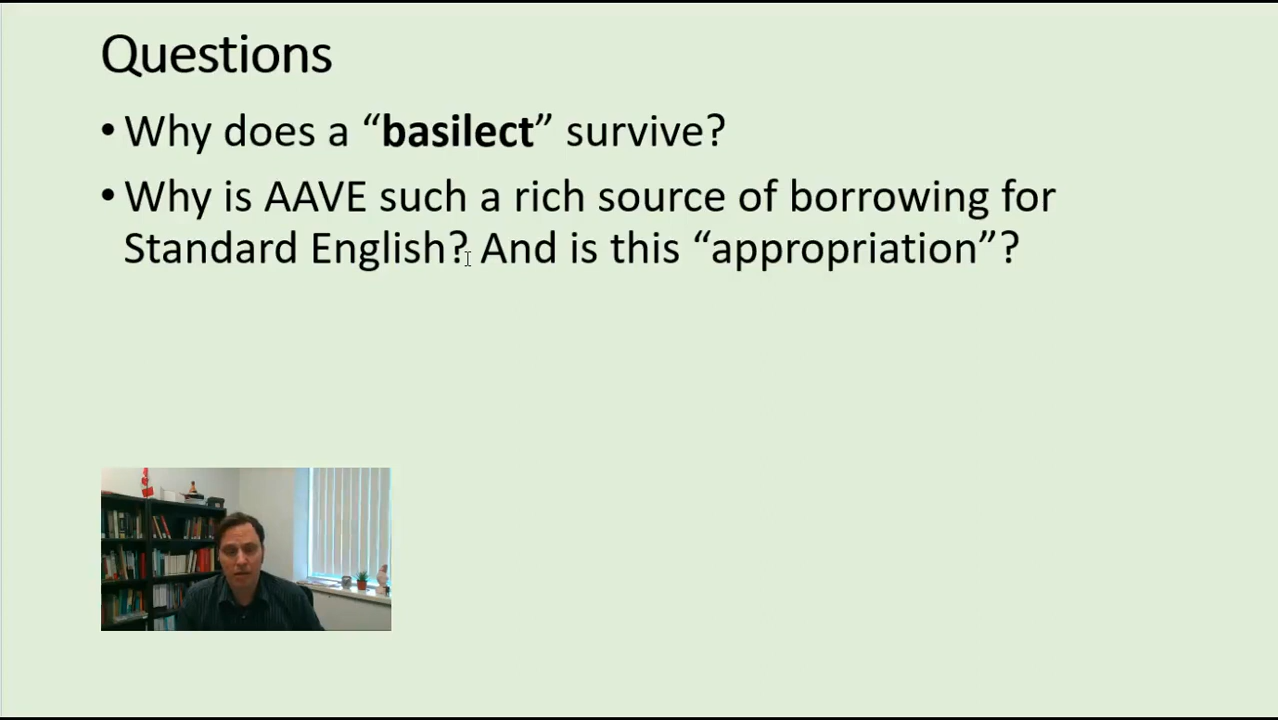 Questions
• Why does a “basilect” survive?
• Why is AAVE such a rich source of borrowing for
Standard English? And is this “appropriation”?